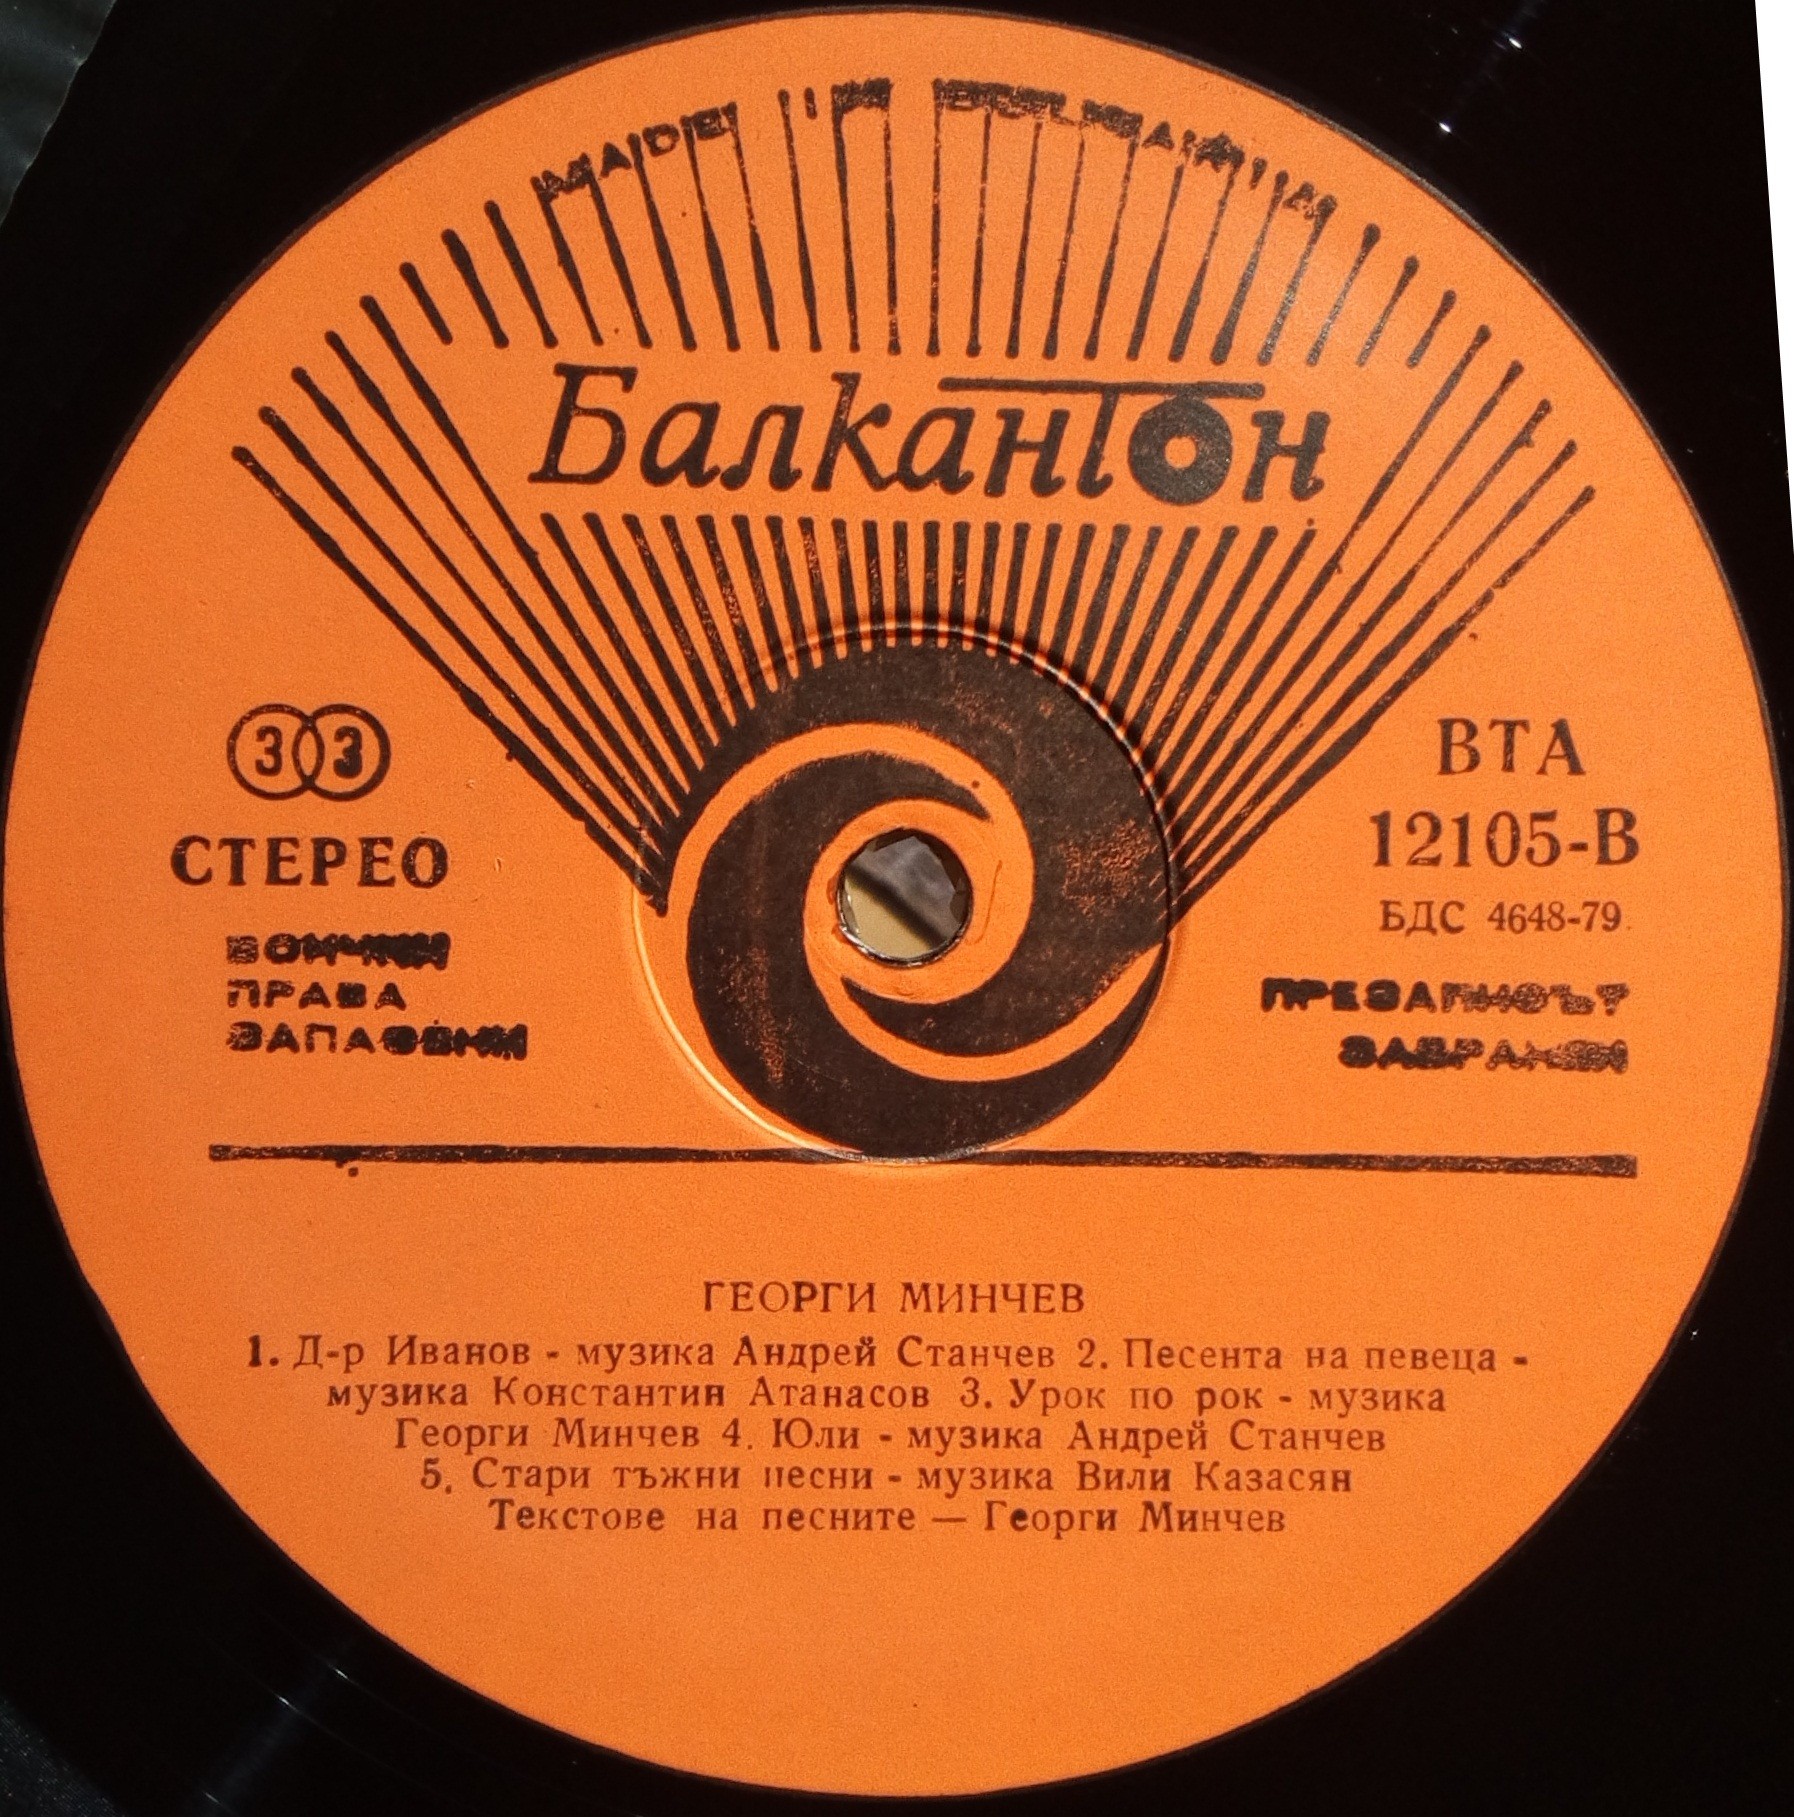 MADE IN BULGARIA
Балкантон
33
СТЕРЕО
ВСИЧКИ
ПРАВА
ЗАПАЗЕНИ
ВТА
12105-В
БДС 4648-79
ПРЕЗАПИСЪТ
ЗАБРАНЕН
ГЕОРГИ МИНЧЕВ
1. Д-р Иванов - музика Андрей Станчев 2. Песента на певеца -
музика Константин Атанасов 3. Урок по рок - музика
Георги Минчев 4. Юли - музика Андрей Станчев
5. Стари тъжни песни - музика Вили Казасян
Текстове на песните — Георги Минчев